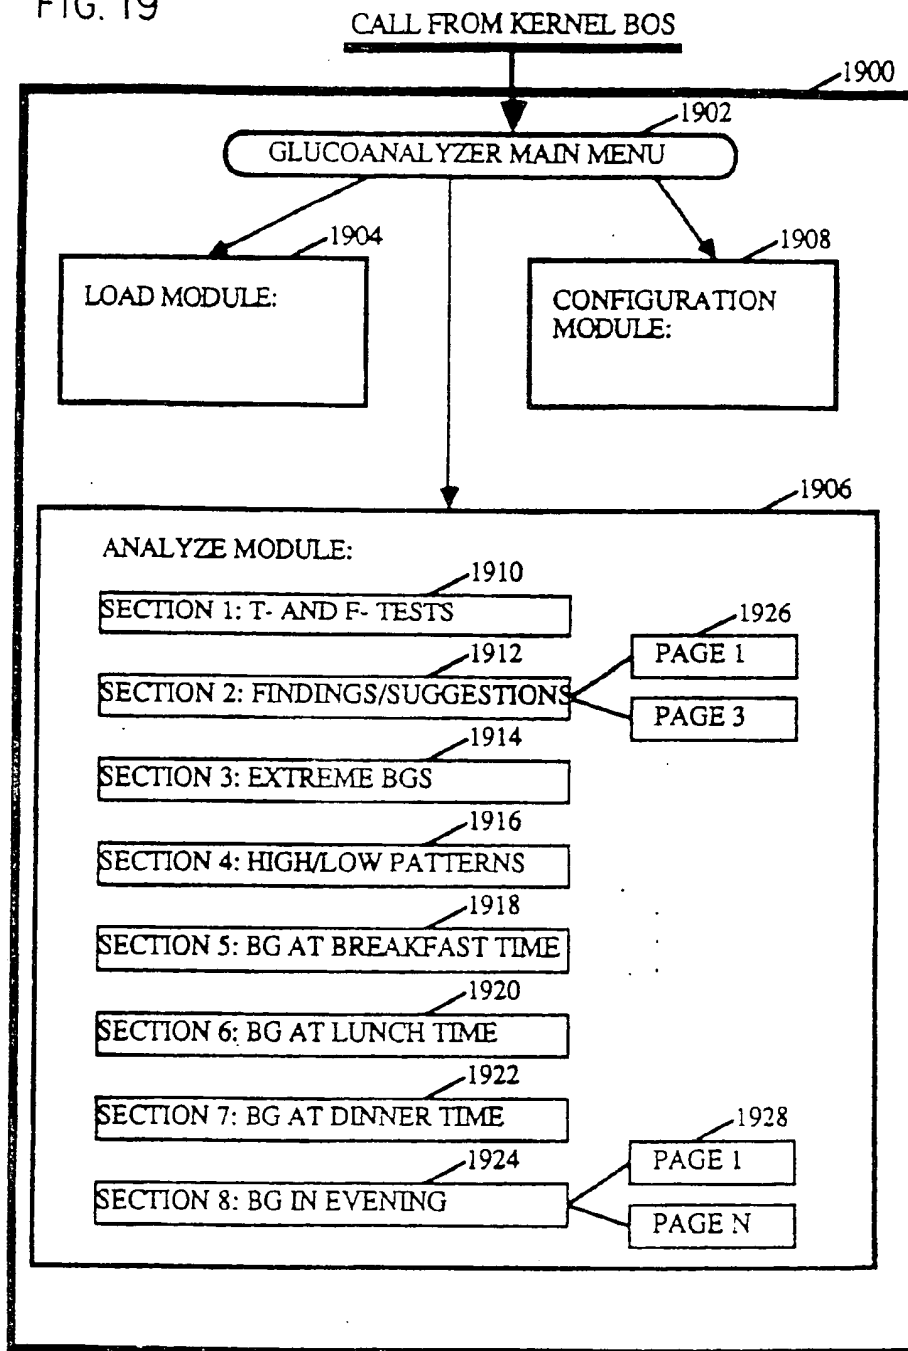 FIG. 19
CALL FROM KERNEL BOS
1900
1902
GLUCOANALYZER MAIN MENU
1904
1908
LOAD MODULE:
CONFIGURATION
MODULE:
1906
ANALYZE MODULE:
1910
SECTION 1: T- AND F- TESTS
1926
PAGE 1
1912
SECTION 2: FINDINGS/SUGGESTIONS
PAGE 3
1914
SECTION 3: EXTREME BGS
1916
SECTION 4: HIGH/LOW PATTERNS
1918
SECTION 5: BG AT BREAKFAST TIME
1920
SECTION 6: BG AT LUNCH TIME
1922
SECTION 7: BG AT DINNER TIME
1928
PAGE 1
1924
SECTION 8: BG IN EVENING
PAGE N